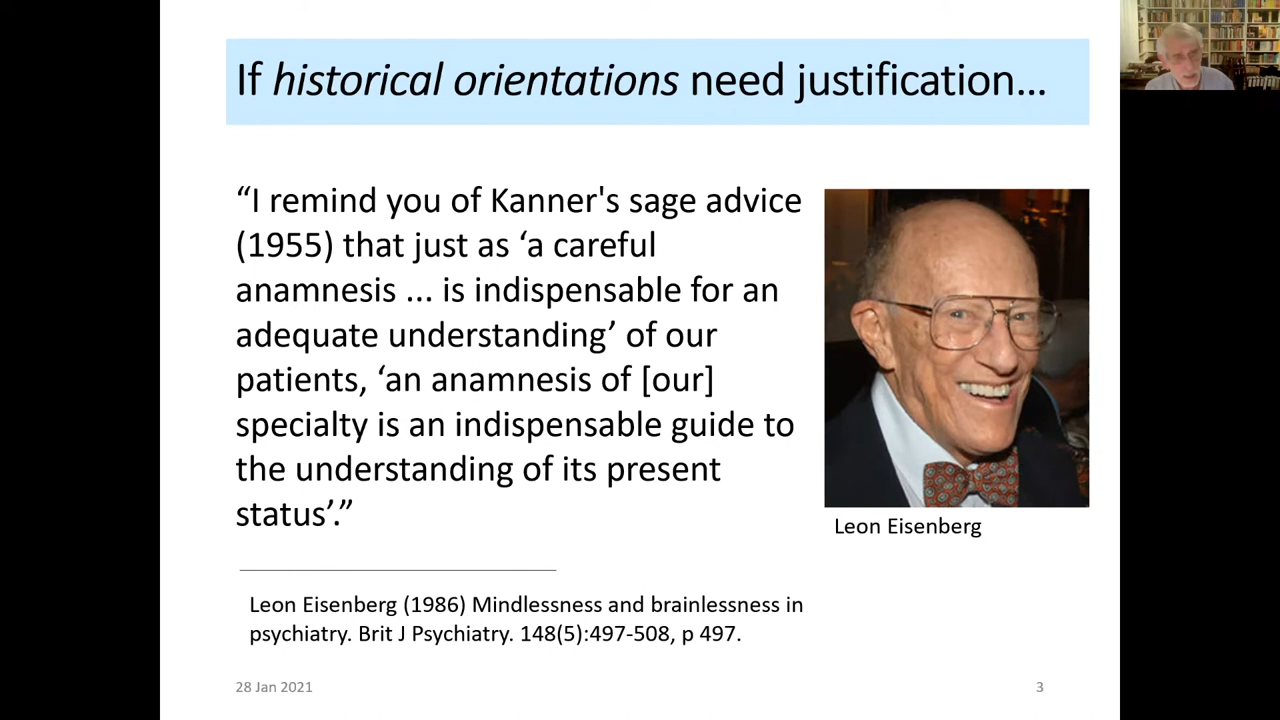 If historical orientations need justification...
“I remind you of Kanner's sage advice
(1955) that just as ‘a careful
anamnesis ... is indispensable for an
adequate understanding’ of our
patients, ‘an anamnesis of [our]
specialty is an indispensable guide to
the understanding of its present
status’.”
Leon Eisenberg
Leon Eisenberg (1986) Mindlessness and brainlessness in
psychiatry. Brit J Psychiatry. 148(5):497-508, p 497.
28 Jan 2021
3